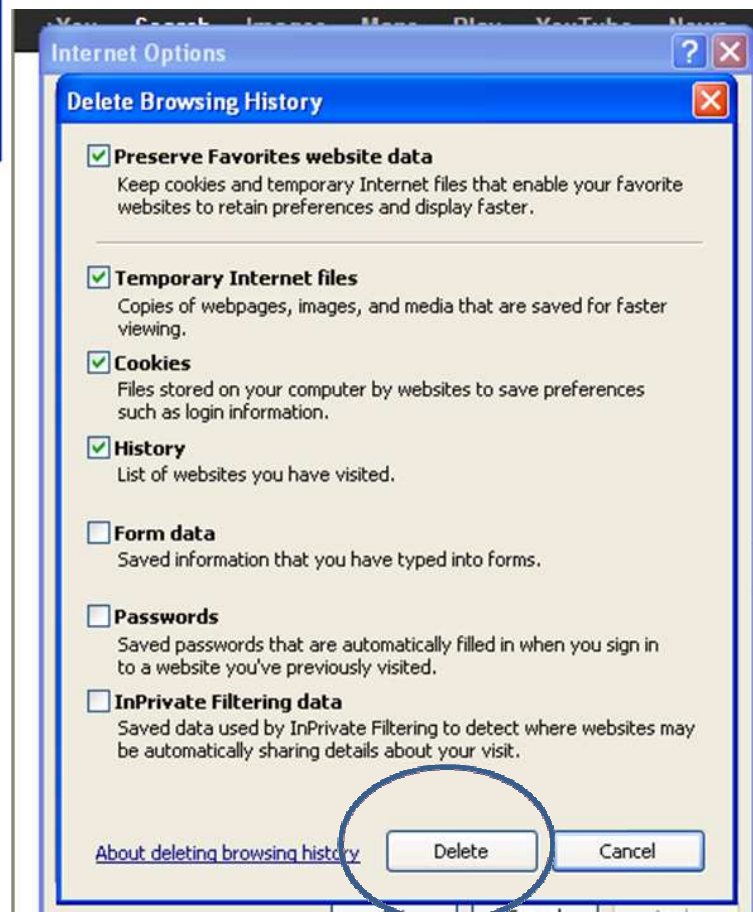 Internet Options
Delete Browsing History
Preserve Favorites website data
Keep cookies and temporary Internet files that enable your favorite
websites to retain preferences and display faster.
Temporary Internet files
Copies of webpages, images, and media that are saved for faster
viewing.
Cookies
Files stored on your computer by websites to save preferences
such as login information.
History
List of websites you have visited.
Form data
Saved information that you have typed into forms.
Passwords
Saved passwords that are automatically filled in when you sign in
to a website you've previously visited.
InPrivate Filtering data
Saved data used by InPrivate Filtering to detect where websites may
be automatically sharing details about your visit.
About deleting browsing history Delete Cancel